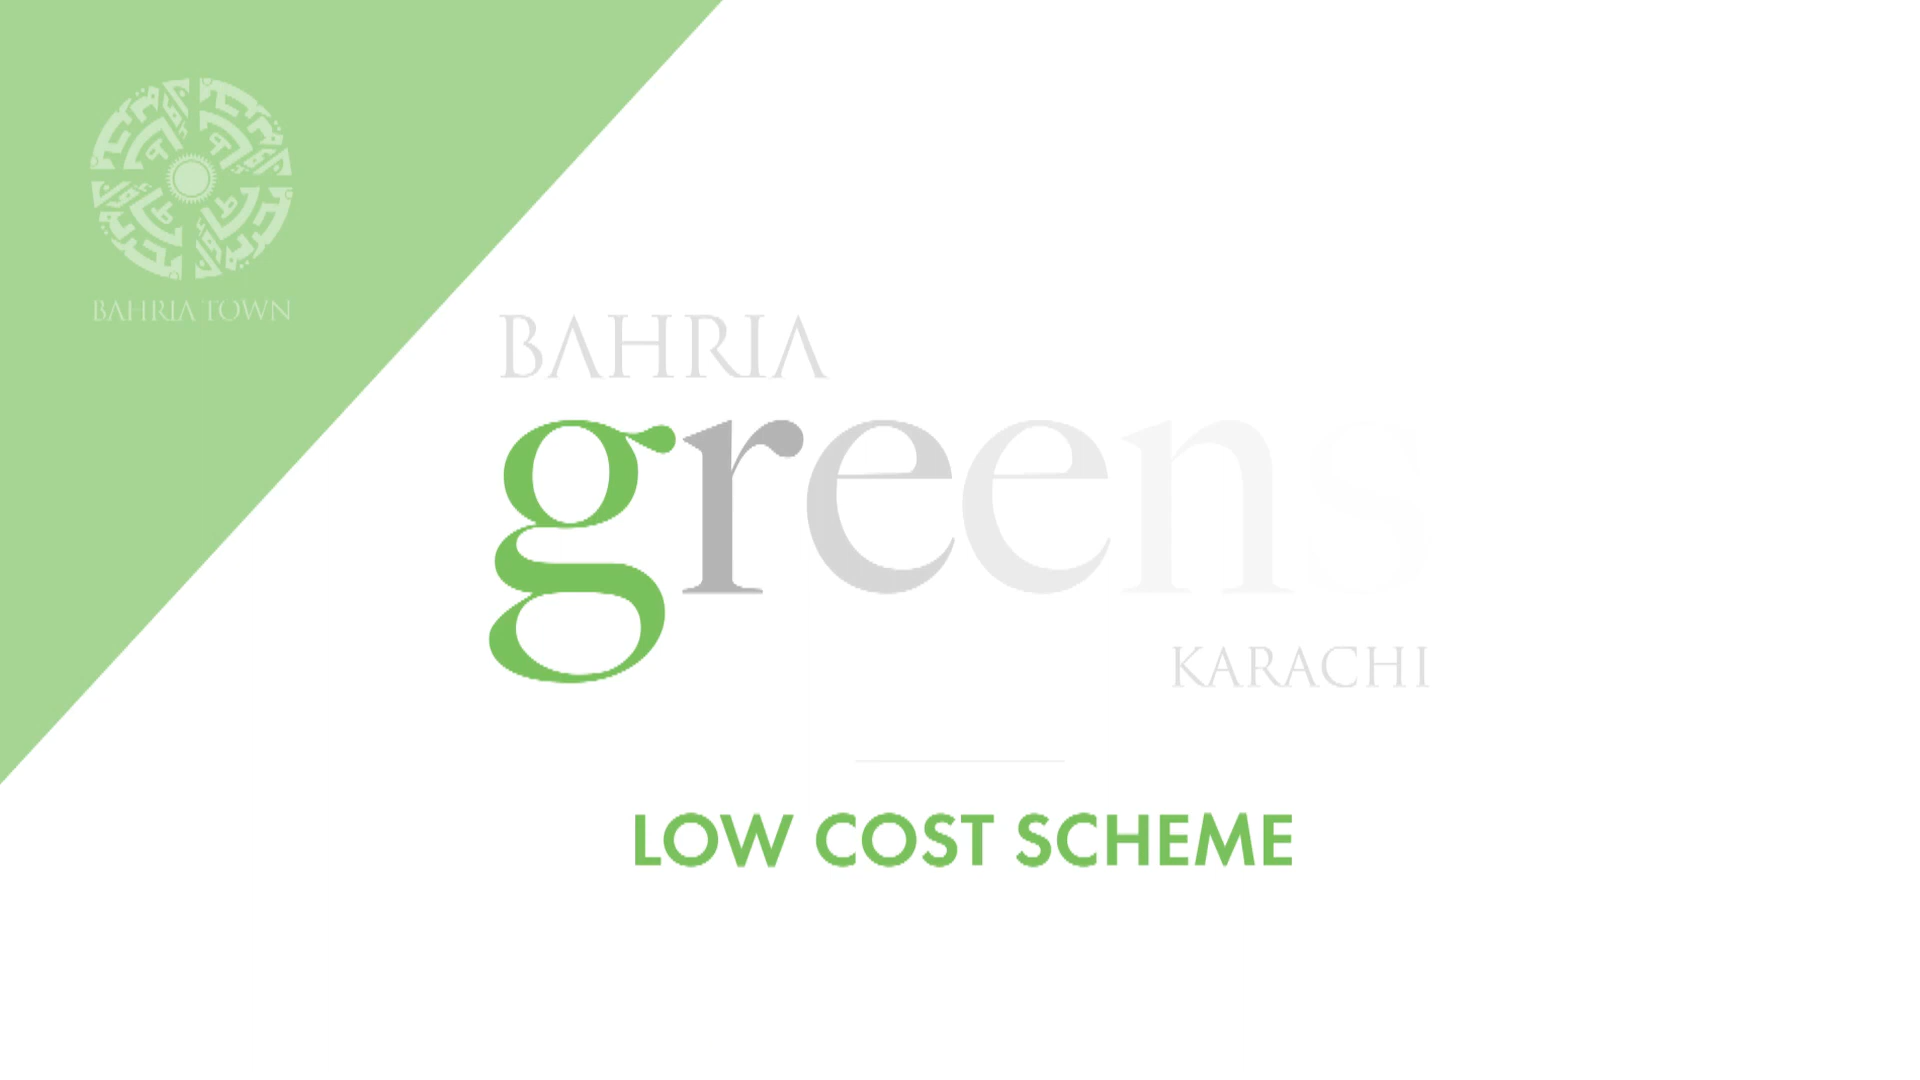 BAHRIA TOWN
BAHRIA
greens
KARACHI
LOW COST SCHEME